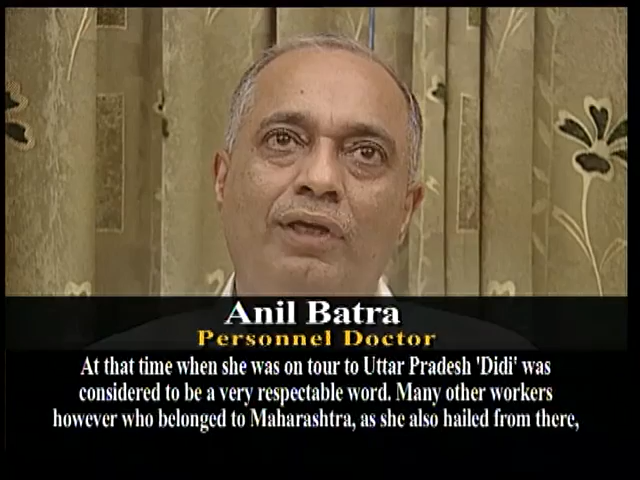 Anil Batra
Personnel Doctor
At that time when she was on tour to Uttar Pradesh 'Didi' was
considered to be a very respectable word. Many other workers
however who belonged to Maharashtra, as she also hailed from there,